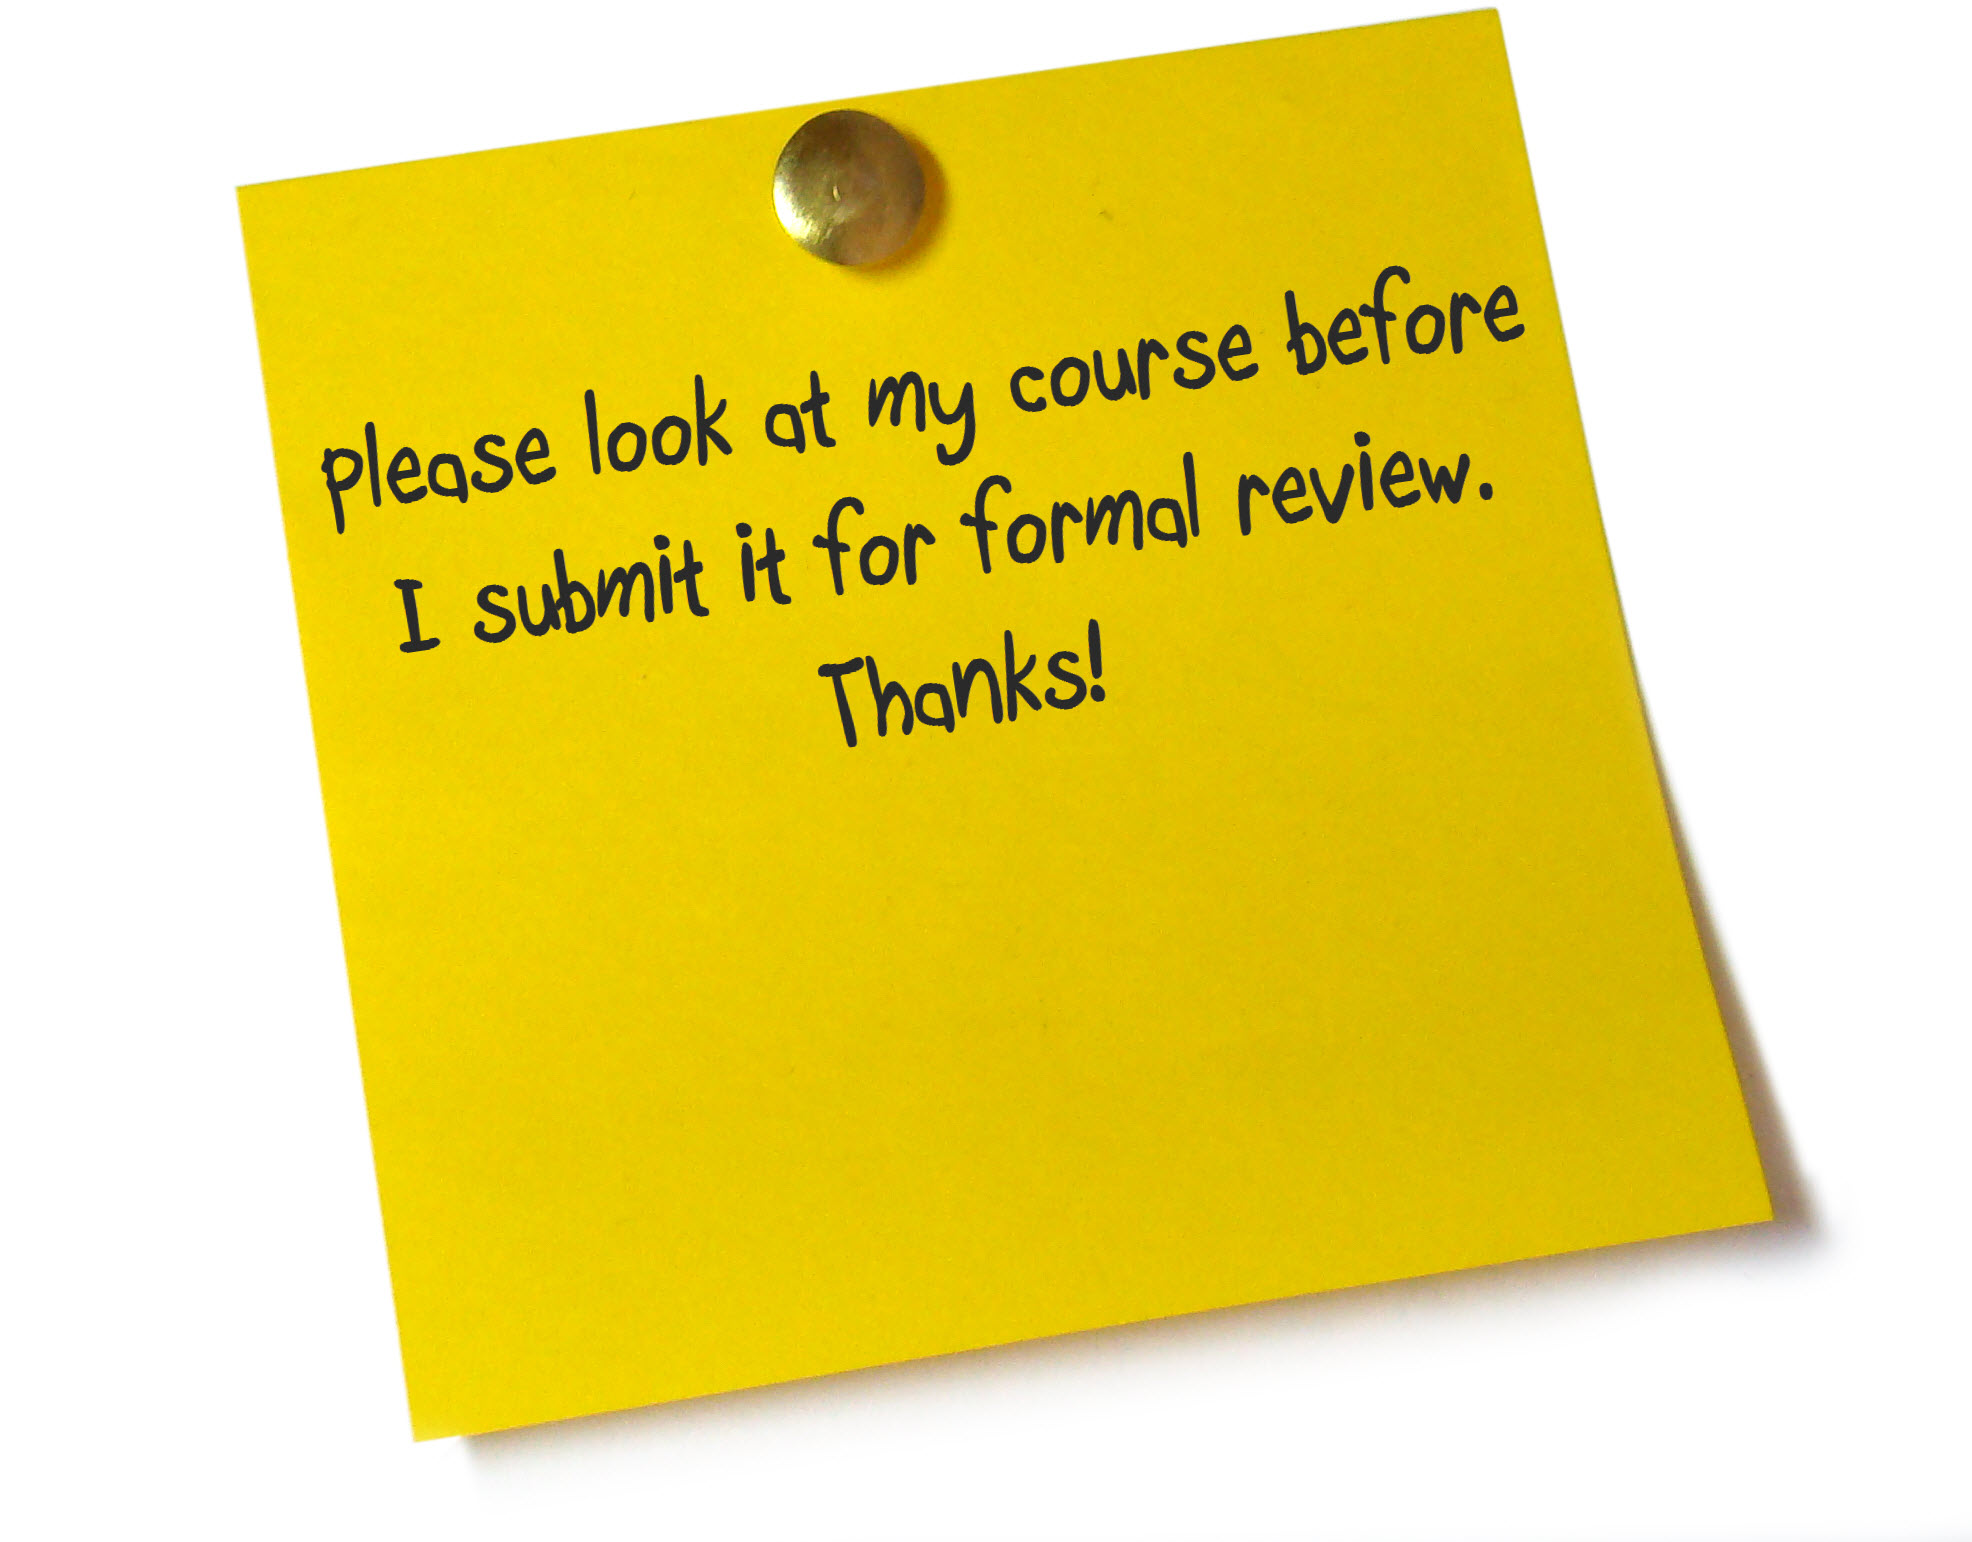 please look at my course before
I submit it for formal review.
Thanks!